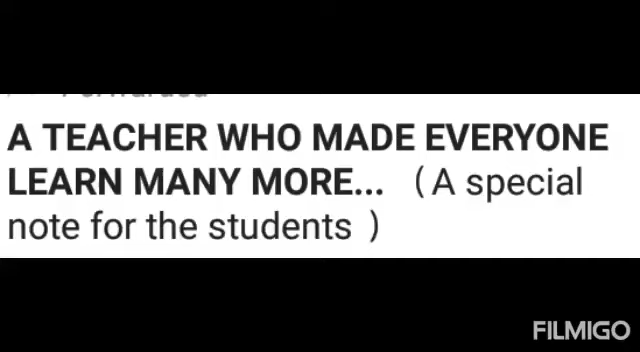 A TEACHER WHO MADE EVERYONE
LEARN MANY MORE... (A special
note for the students )
FILMIGO